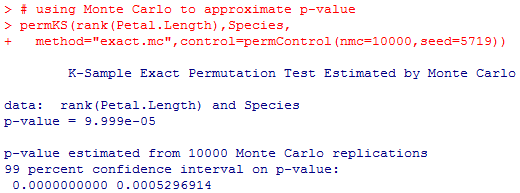 > # using Monte Carlo to approximate p-value
> permKS(rank(Petal.Length),Species,
+   method="exact.mc",control=permControl(nmc=10000,seed=5719))
K-Sample Exact Permutation Test Estimated by Monte Carlo
data:  rank(Petal.Length) and Species
p-value = 9.999e-05
p-value estimated from 10000 Monte Carlo replications
99 percent confidence interval on p-value:
0.0000000000 0.0005296914